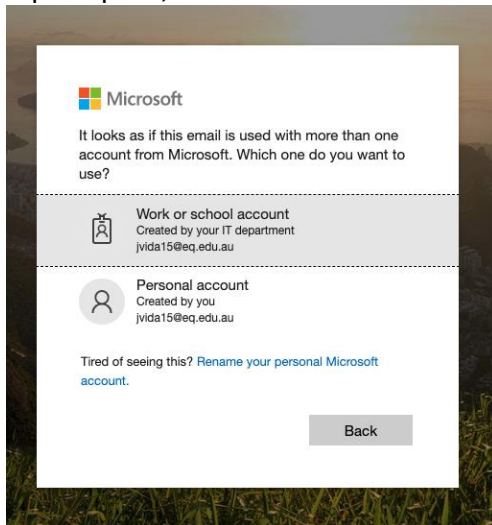 Microsoft
It looks as if this email is used with more than one
account from Microsoft. Which one do you want to
use?
Work or school account
Created by your IT department
jvida15@eq.edu.au
Personal account
Created by you
jvida15@eq.edu.au
Tired of seeing this? Rename your personal Microsoft
account.
Back